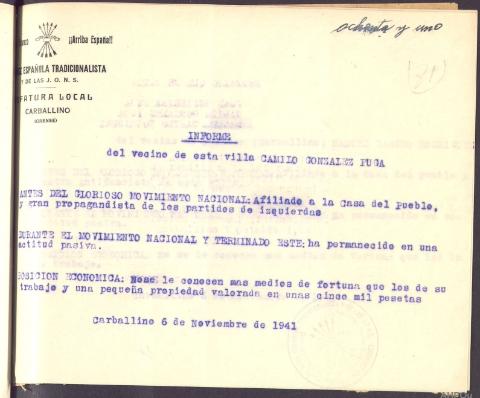 ochenta y uno
¡¡Arriba España!!
(81)
ESPAÑOLA TRADICIONALISTA
Y DE LAS J. O. N. S.
FATURA LOCAL
CARBALLINO
(ORENSE)
INFORME
del vecino de esta villa CAMILO GONZALEZ PUGA
ANTES DEL GLORIOSO MOVIMIENTO NACIONAL:Afiliado a la Casa del Pueblo,
y gran propagandista de los partidos de izquierdas
DURANTE EL MOVIMIENTO NACIONAL Y TERMINADO ESTE:ha permanecido en una
actitud pasiva.
POSICION ECONOMICA: Nose le conocen mas medios de fortuna que los de su
trabajo y una pequeña propiedad valorada en unas cinco mil pesetas
Carballino 6 de Noviembre de 1941